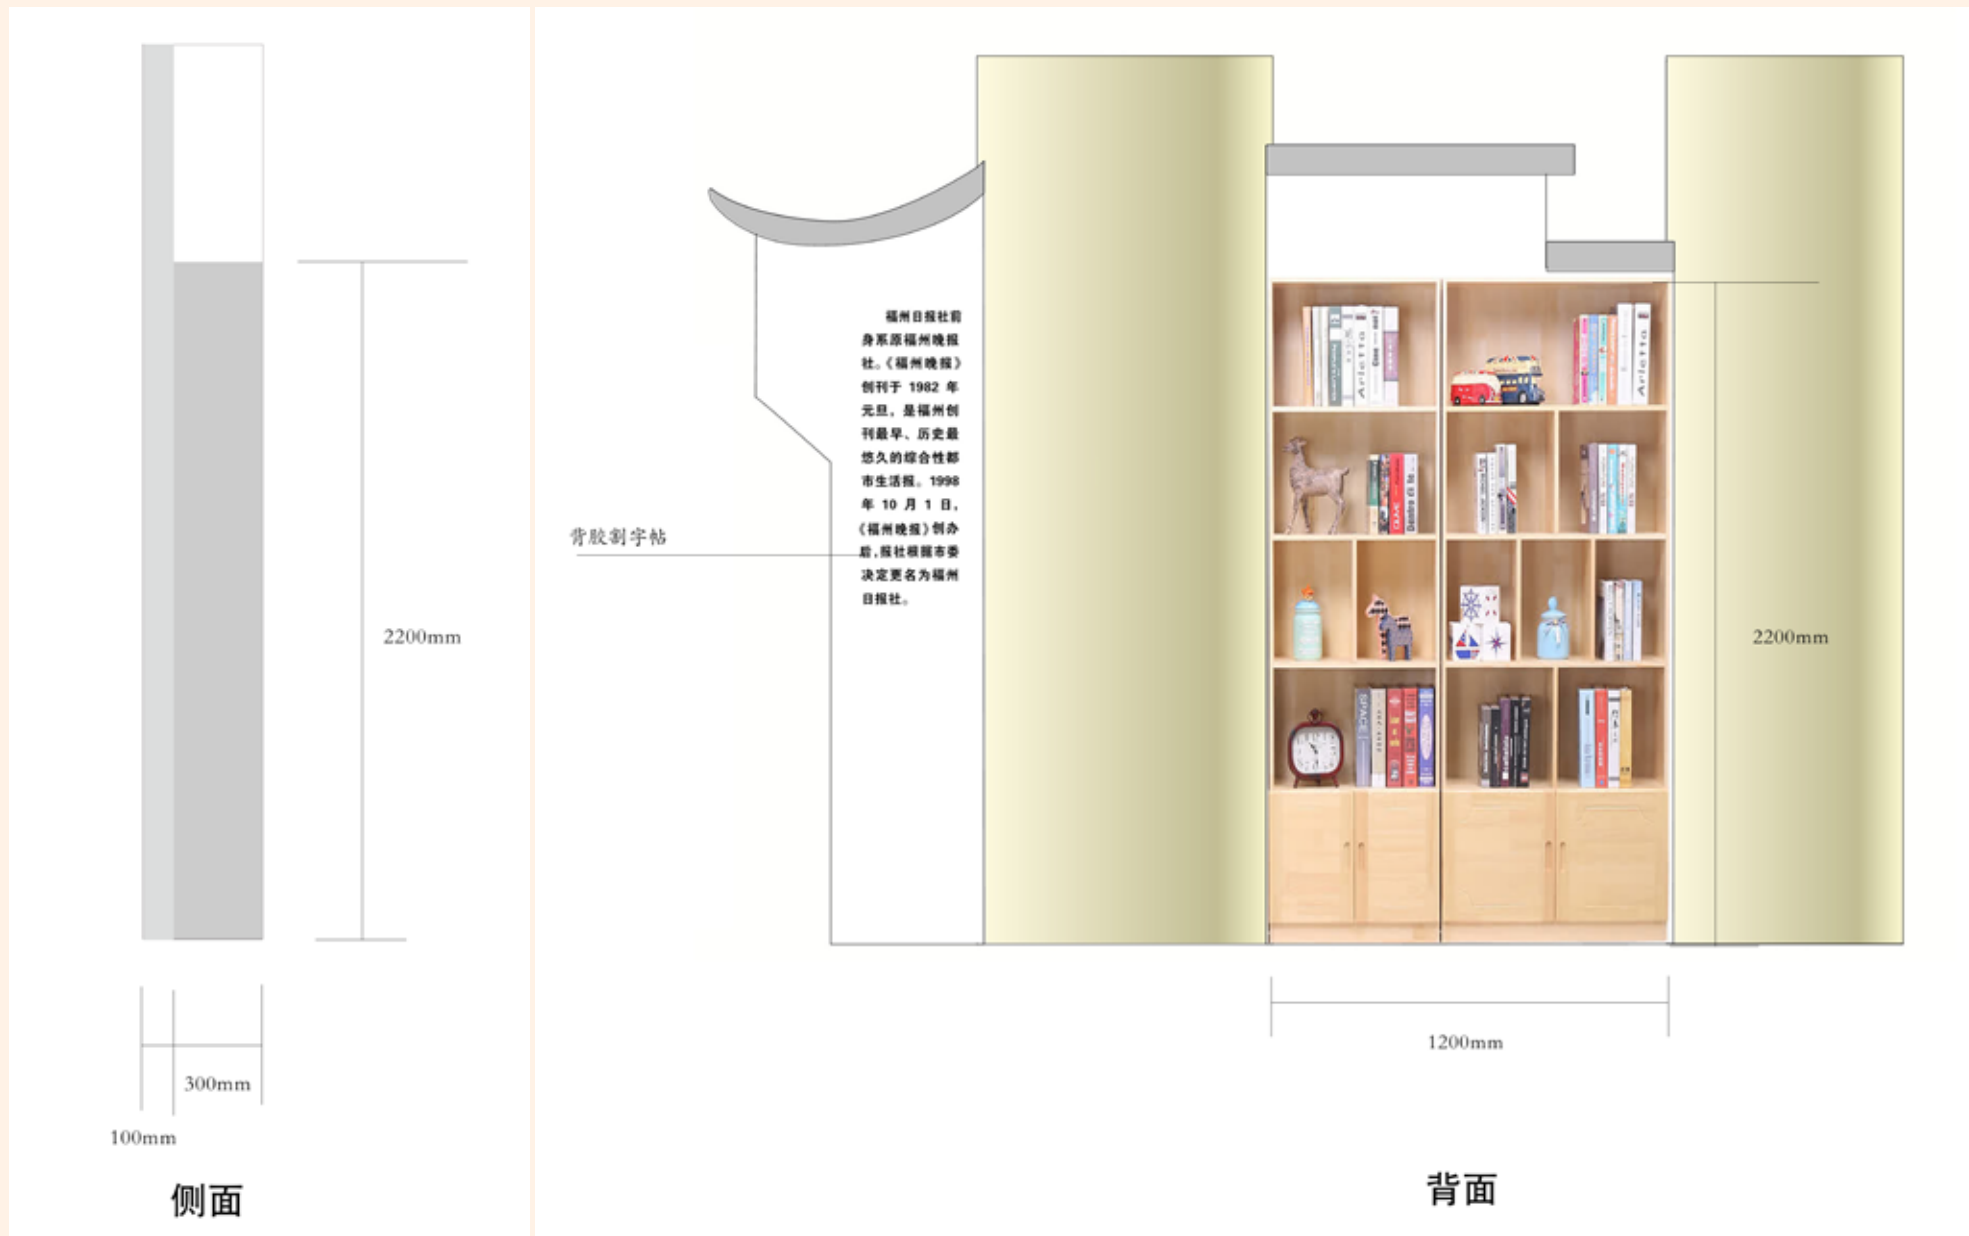 2200mm
300mm
100mm
侧面
福州日报社前
身系原福州晚报
社。《福州晚报》
创刊于 1982 年
元旦，是福州创
刊最早、历史最
悠久的综合性都
市生活报。1998
年 10 月 1 日，
《福州晚报》创办
后，报社根据市委
决定更名为福州
日报社。
背胶割字帖
SPACE
2200mm
1200mm
背面